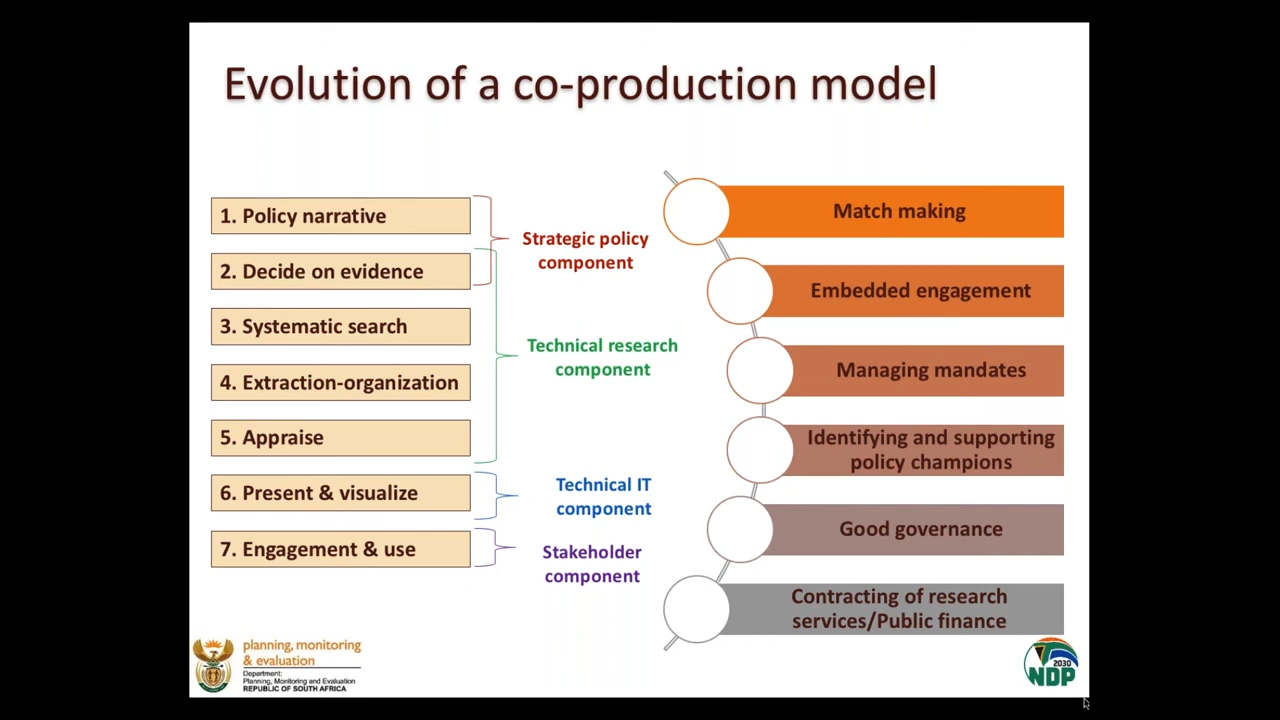 Evolution of a co-production model
1. Policy narrative
2. Decide on evidence
3. Systematic search
4. Extraction-organization
5. Appraise
6. Present & visualize
7. Engagement & use
Strategic policy
component
Technical research
component
Technical IT
component
Stakeholder
component
Match making
Embedded engagement
Managing mandates
Identifying and supporting
policy champions
Good governance
Contracting of research
services/Public finance
planning, monitoring
& evaluation
Department:
Planning, Monitoring and Evaluation
REPUBLIC OF SOUTH AFRICA
2030
NDP